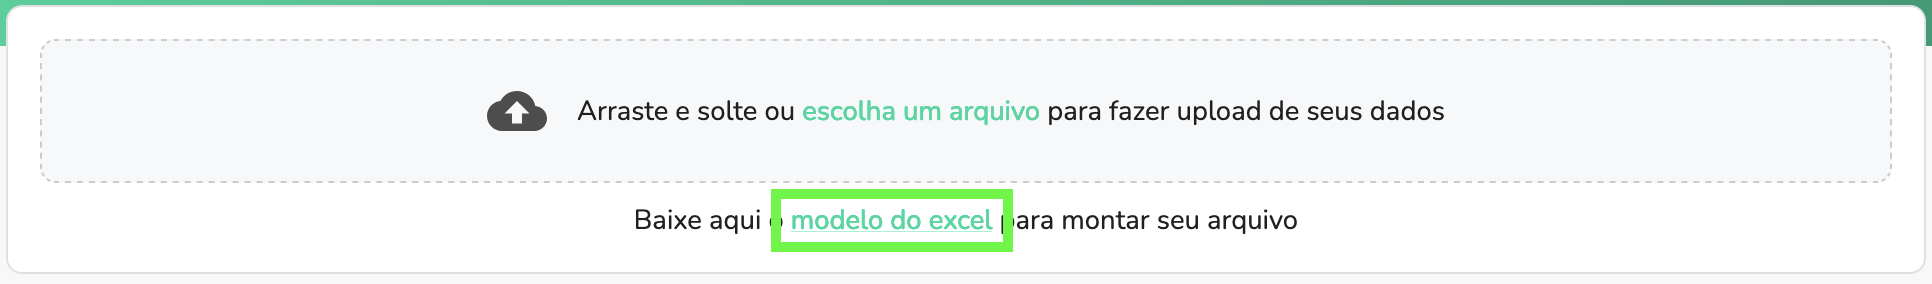 Arraste e solte ou escolha um arquivo para fazer upload de seus dados
Baixe aqui o modelo do excel para montar seu arquivo